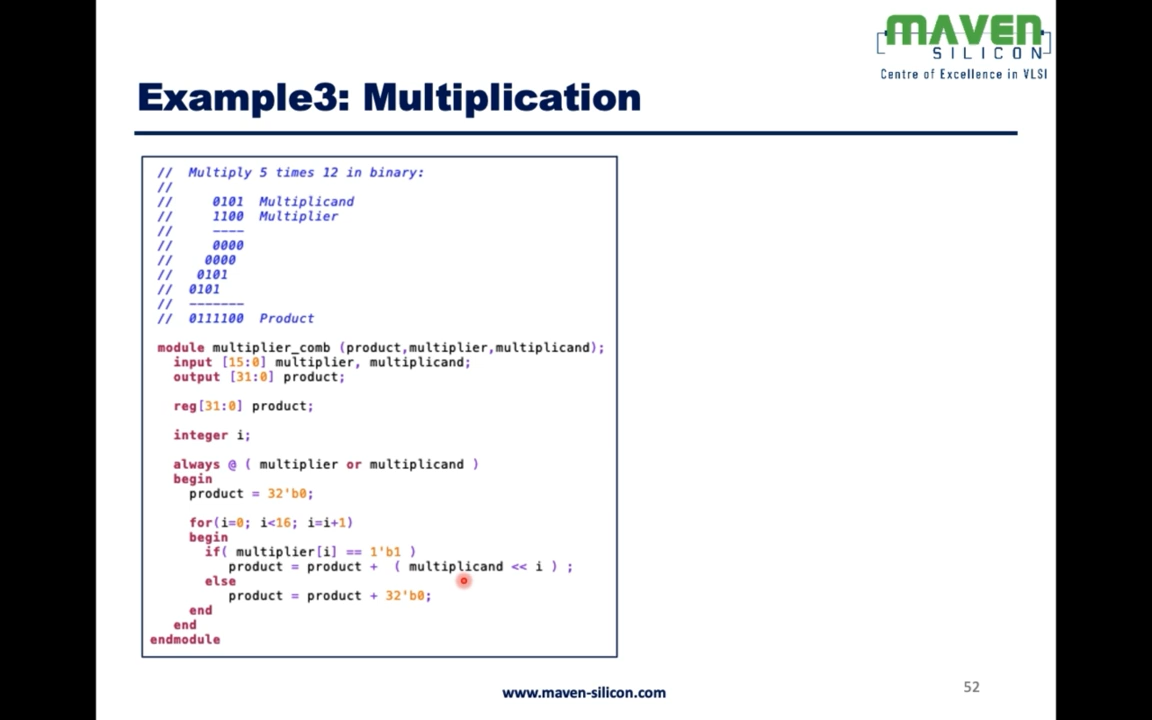 MAVEN
SILICON
Centre of Excellence in VLSI
Example3: Multiplication
// Multiply 5 times 12 in binary:
//
// 0101 Multiplicand
// 1100 Multiplier
// ----
// 0000
// 0000
// 0101
// 0101
// -------
// 0111100 Product
module multiplier_comb (product,multiplier,multiplicand);
input [15:0] multiplier, multiplicand;
output [31:0] product;
reg[31:0] product;
integer i;
always @ ( multiplier or multiplicand )
begin
product = 32'b0;
for(i=0; i<16; i=i+1)
begin
if( multiplier[i] == 1'b1 )
product = product + ( multiplicand << i ) ;
else
product = product + 32'b0;
end
end
endmodule
www.maven-silicon.com
52